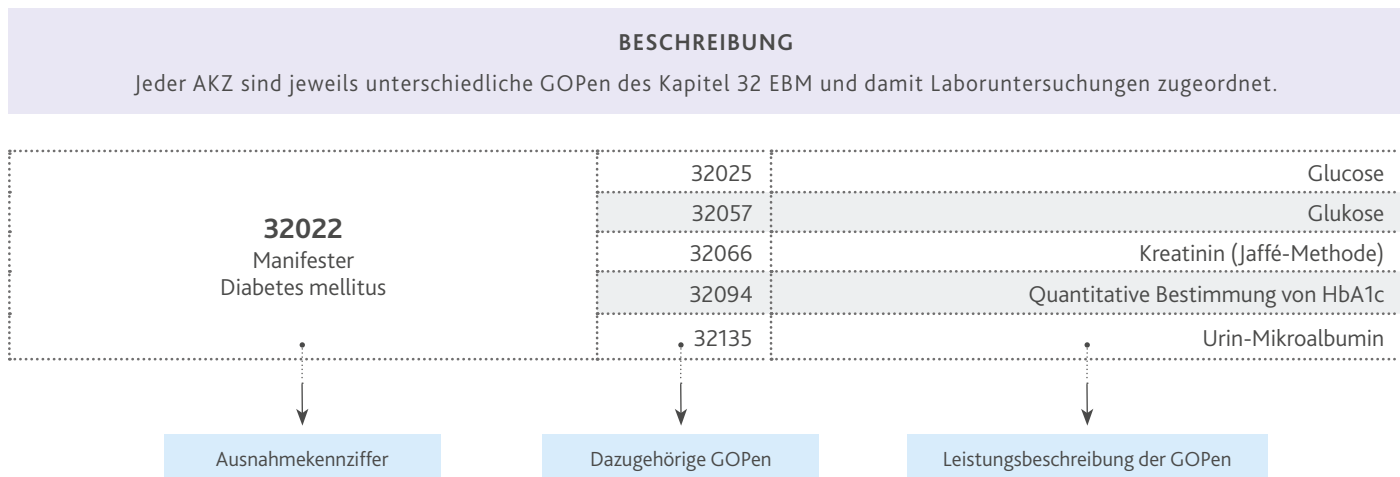 BESCHREIBUNG
Jeder AKZ sind jeweils unterschiedliche GOPen des Kapitel 32 EBM und damit Laboruntersuchungen zugeordnet.
32022
Manifester
Diabetes mellitus
32025 Glucose
32057 Glukose
32066 Kreatinin (Jaffé-Methode)
32094 Quantitative Bestimmung von HbA1c
32135 Urin-Mikroalbumin
Ausnahmekennziffer Dazugehörige GOPen Leistungsbeschreibung der GOPen